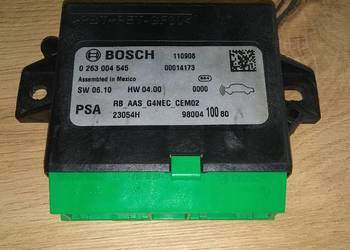 BOSCH 110906
0 263 004 545 00014173
Assembled in Mexico
SW 06.10 HW 04.00 0000
PSA RB_AAS_G4NEC_CEM02
23054H 98004 100 80